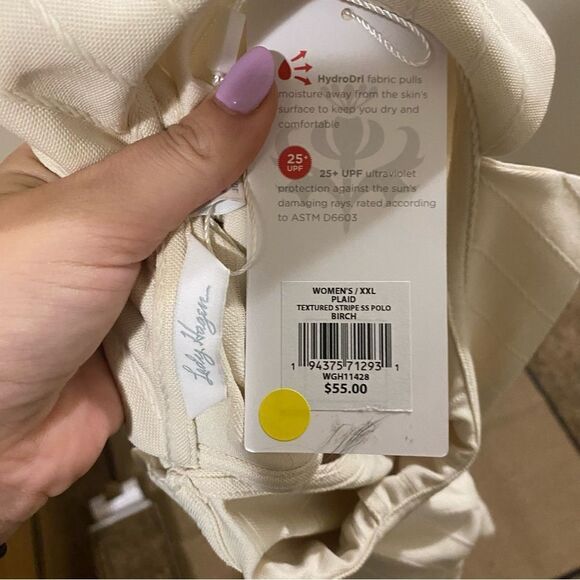 HydroDri fabric pulls
moisture away from the skin's
surface to keep you dry and
comfortable
25+
UPF
25+ UPF ultraviolet
protection against the sun's
damaging rays, rated according
to ASTM D6603
WOMEN'S / XXL
PLAID
TEXTURED STRIPE SS POLO
BIRCH
1 94375 71293 1
WGH11428
$55.00
Lady Hagen